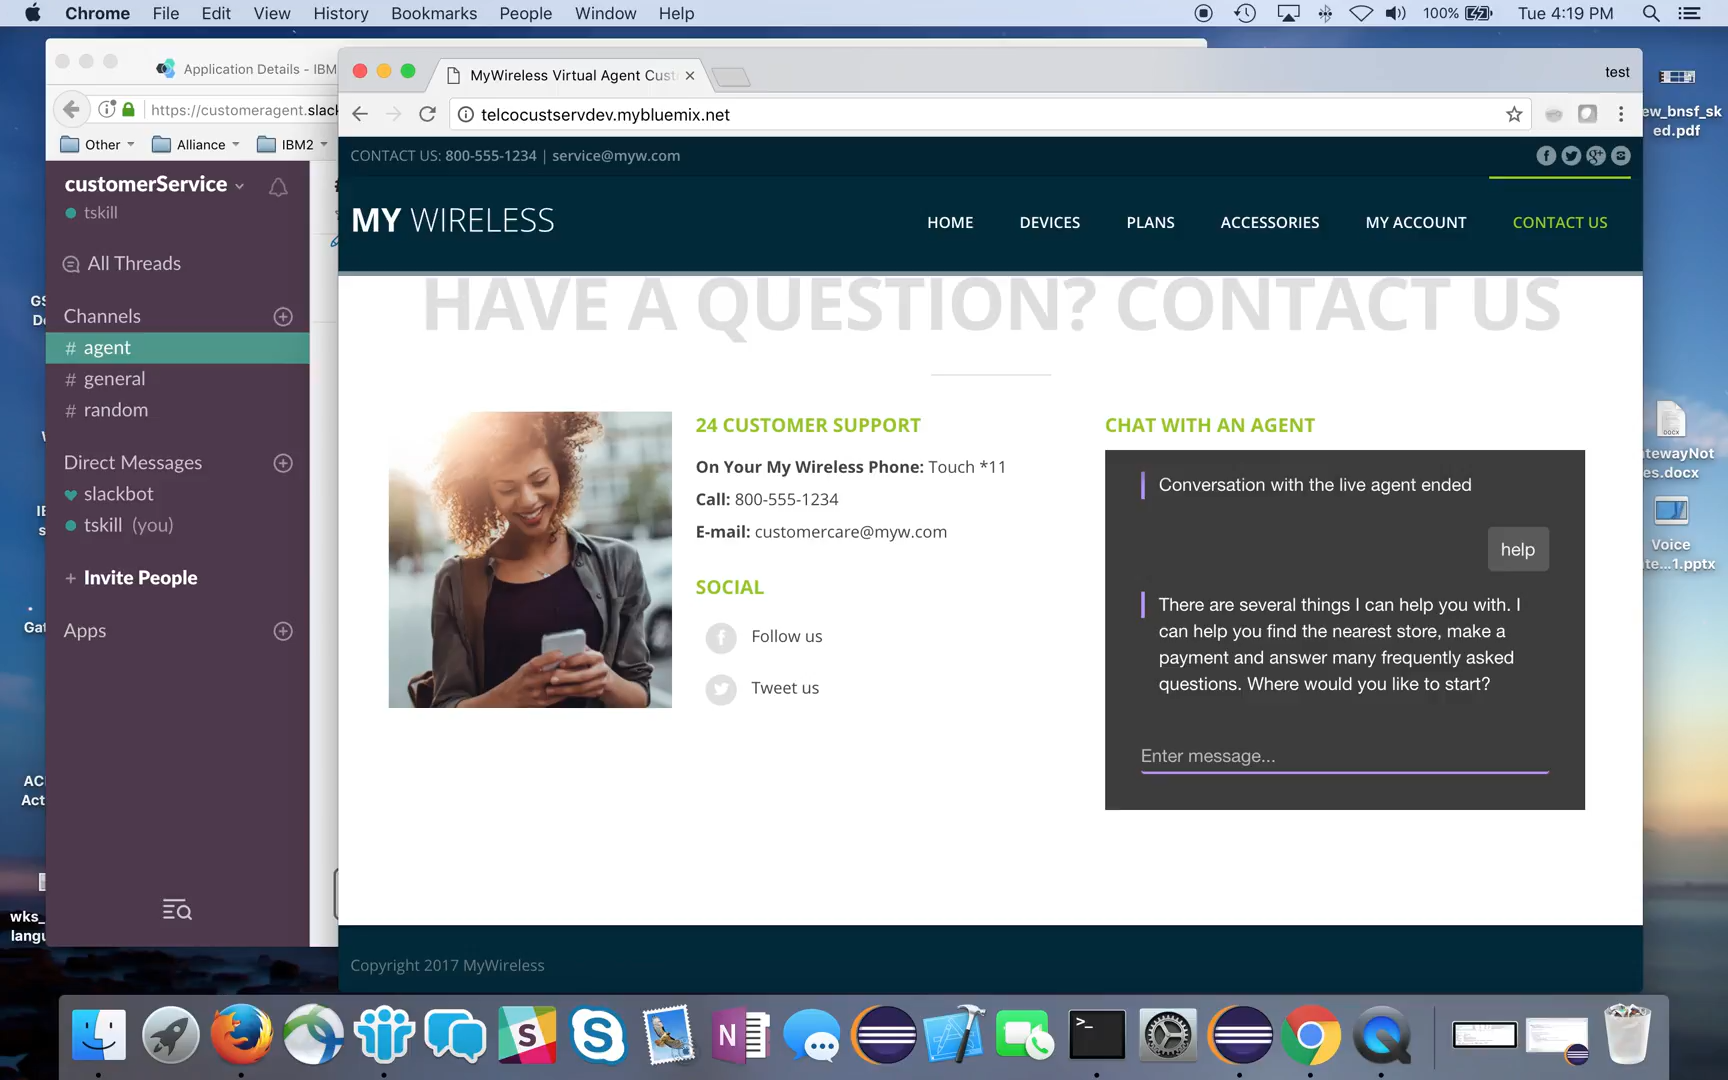 Chrome File Edit View History Bookmarks People Window Help
100% Tue 4:19 PM
Application Details - IBM
https://customeragent.slack
Other Alliance IBM2
customerService
tskill
All Threads
Channels
# agent
# general
# random
Direct Messages
slackbot
tskill (you)
+ Invite People
Apps
MyWireless Virtual Agent Cust
test
telcocustservdev.mybluemix.net
CONTACT US: 800-555-1234 | service@myw.com
MY WIRELESS
HOME DEVICES PLANS ACCESSORIES MY ACCOUNT CONTACT US
HAVE A QUESTION? CONTACT US
24 CUSTOMER SUPPORT
On Your My Wireless Phone: Touch *11
Call: 800-555-1234
E-mail: customercare@myw.com
SOCIAL
Follow us
Tweet us
CHAT WITH AN AGENT
Conversation with the live agent ended
help
There are several things I can help you with. I
can help you find the nearest store, make a
payment and answer many frequently asked
questions. Where would you like to start?
Enter message...
Copyright 2017 MyWireless
ew_bnsf_sk
ed.pdf
tewayNot
es.docx
Voice
te...1.pptx
GS
Gat
ACI
Act
wks_
langu